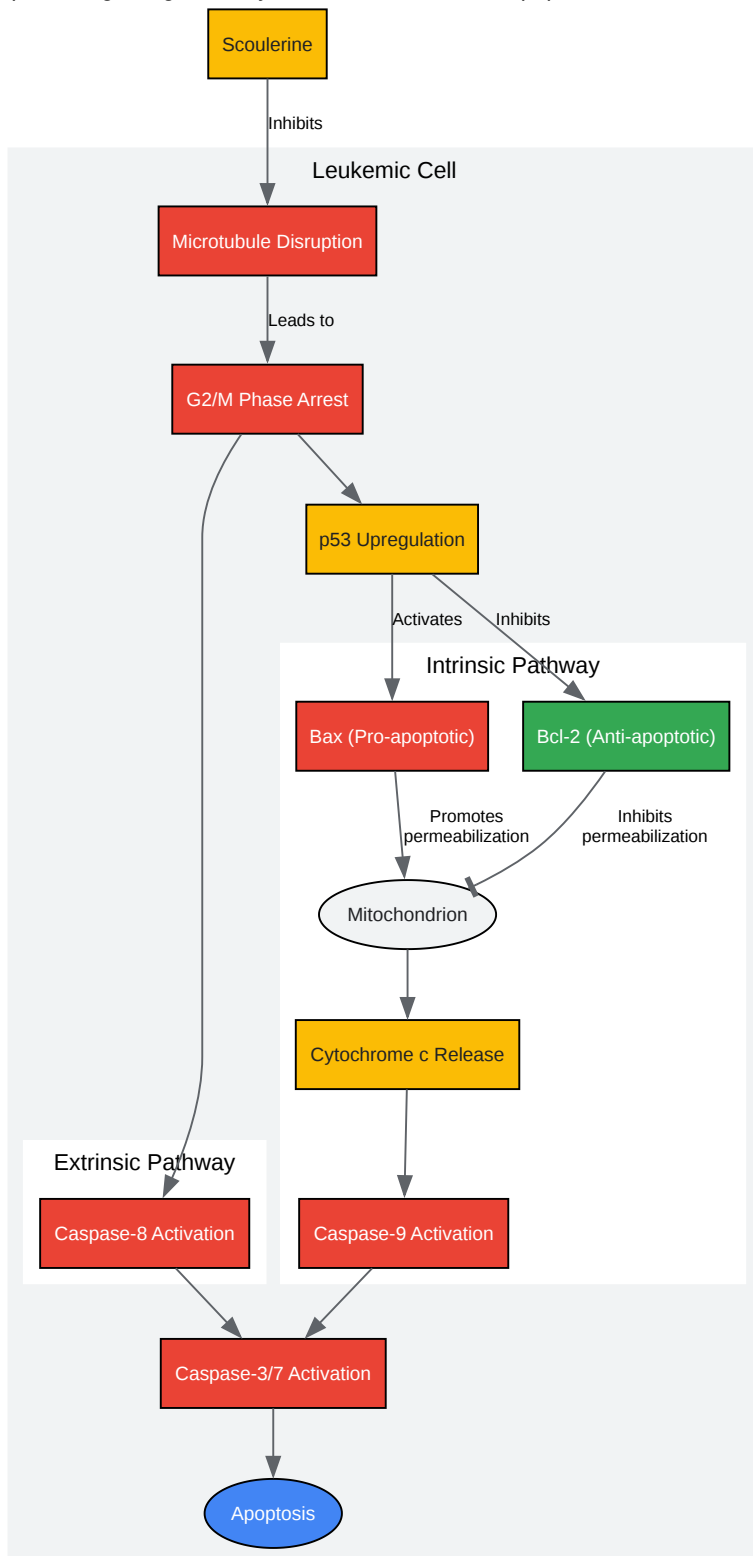 Scoulerine
Inhibits
Leukemic Cell
Microtubule Disruption
Leads to
G2/M Phase Arrest
p53 Upregulation
Activates
Inhibits
Intrinsic Pathway
Bax (Pro-apoptotic)
Bcl-2 (Anti-apoptotic)
Promotes
permeabilization
Inhibits
permeabilization
Mitochondrion
Cytochrome c Release
Extrinsic Pathway
Caspase-8 Activation
Caspase-9 Activation
Caspase-3/7 Activation
Apoptosis